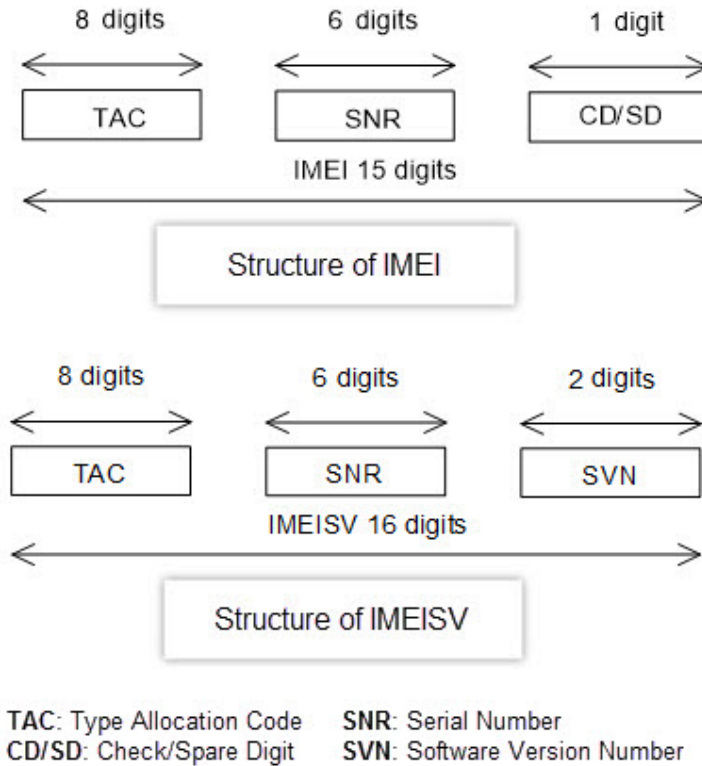 8 digits 6 digits 1 digit
TAC SNR CD/SD
IMEI 15 digits
Structure of IMEI
8 digits 6 digits 2 digits
TAC SNR SVN
IMEISV 16 digits
Structure of IMEISV
TAC: Type Allocation Code SNR: Serial Number
CD/SD: Check/Spare Digit SVN: Software Version Number